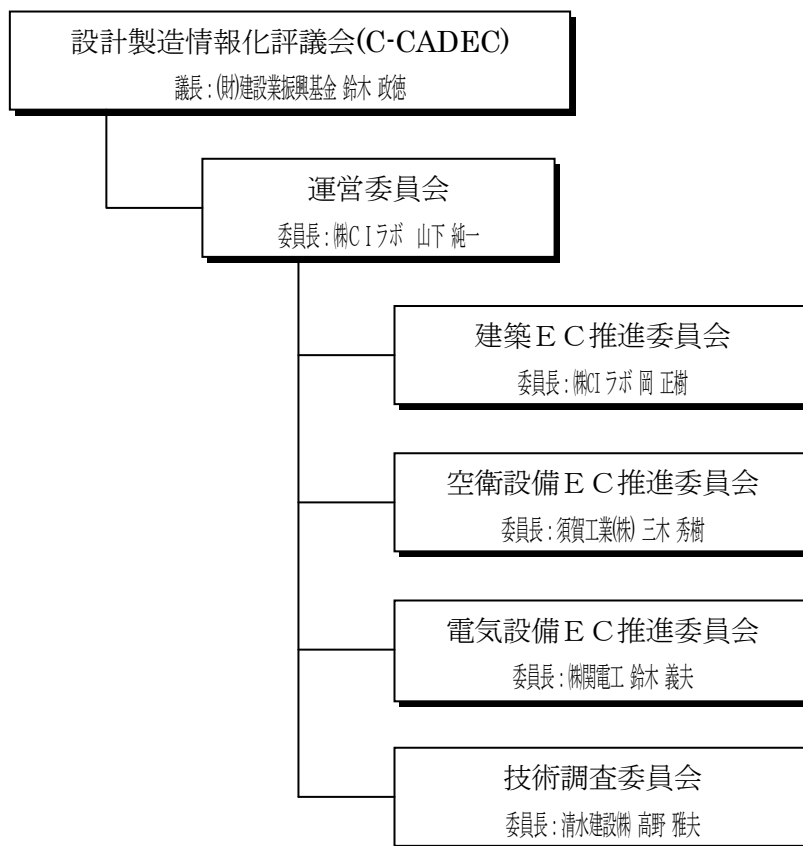 設計製造情報化評議会(C-CADEC)
議長：(財)建設業振興基金 鈴木 政徳
運営委員会
委員長：㈱ＣＩラボ　山下 純一
建築ＥＣ推進委員会
委員長：㈱CIラボ 岡 正樹
空衛設備ＥＣ推進委員会
委員長：須賀工業(株) 三木 秀樹
電気設備ＥＣ推進委員会
委員長：㈱関電工 鈴木 義夫
技術調査委員会
委員長：清水建設㈱ 高野 雅夫